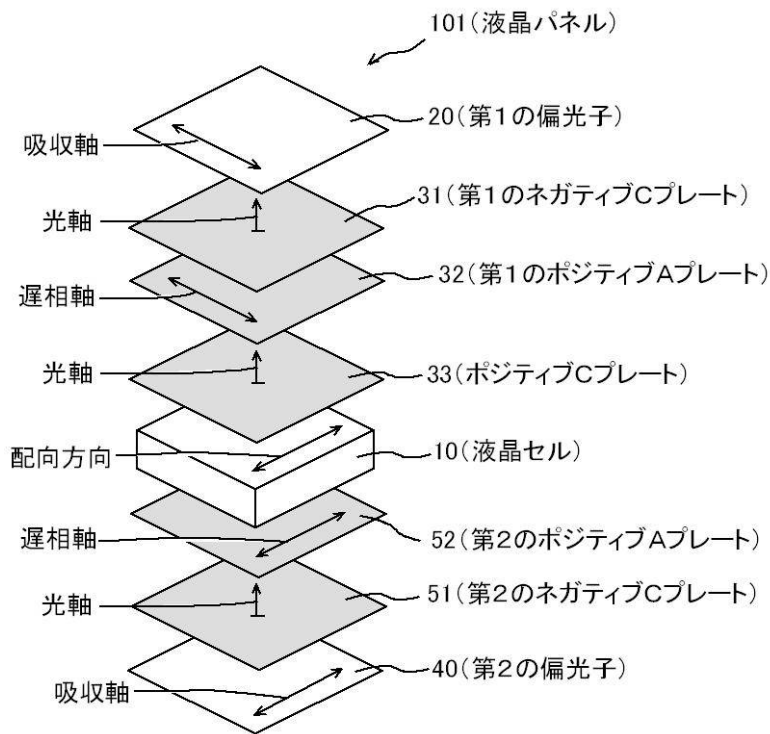 101(液晶パネル)
20(第1の偏光子)
吸収軸
31(第1のネガティブCプレート)
光軸
32(第1のポジティブAプレート)
遅相軸
光軸
33(ポジティブCプレート)
配向方向
10(液晶セル)
遅相軸
52(第2のポジティブAプレート)
光軸
51(第2のネガティブCプレート)
40(第2の偏光子)
吸収軸